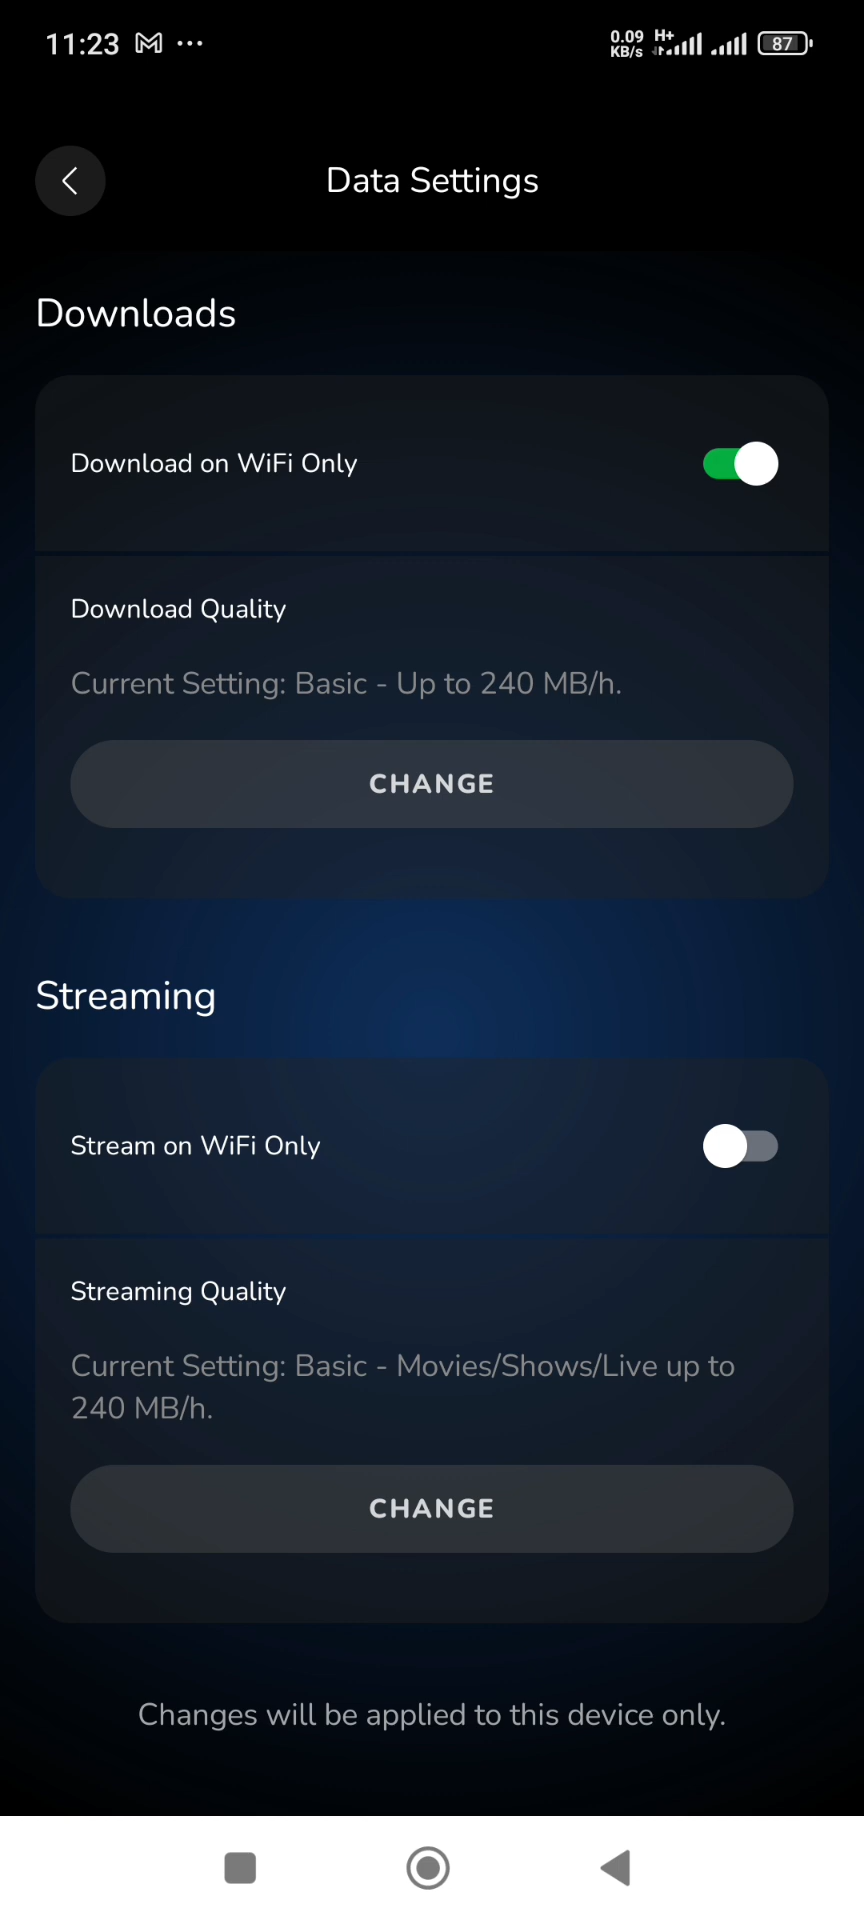 11:23 ...
0.09 KB/s H+ 87
Data Settings
Downloads
Download on WiFi Only
Download Quality
Current Setting: Basic - Up to 240 MB/h.
CHANGE
Streaming
Stream on WiFi Only
Streaming Quality
Current Setting: Basic - Movies/Shows/Live up to
240 MB/h.
CHANGE
Changes will be applied to this device only.